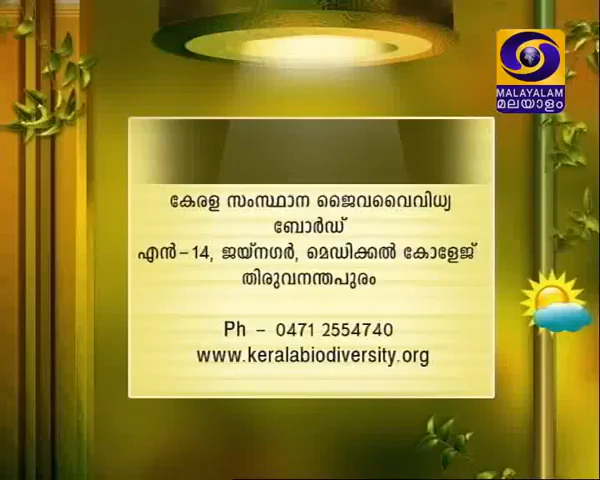 MALAYALAM
മലയാളം
കേരള സംസ്ഥാന ജൈവവൈവിധ്യ
ബോർഡ്
എൻ-14, ജയ്നഗർ, മെഡിക്കൽ കോളേജ്
തിരുവനന്തപുരം
Ph - 0471 2554740
www.keralabiodiversity.org